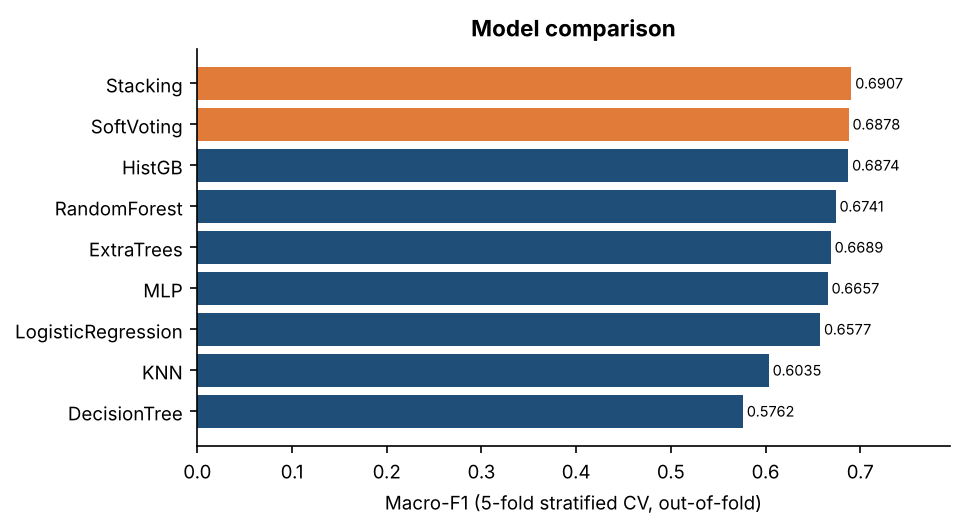 Model comparison
Stacking 0.6907
SoftVoting 0.6878
HistGB 0.6874
RandomForest 0.6741
ExtraTrees 0.6689
MLP 0.6657
LogisticRegression 0.6577
KNN 0.6035
DecisionTree 0.5762
0.0 0.1 0.2 0.3 0.4 0.5 0.6 0.7
Macro-F1 (5-fold stratified CV, out-of-fold)